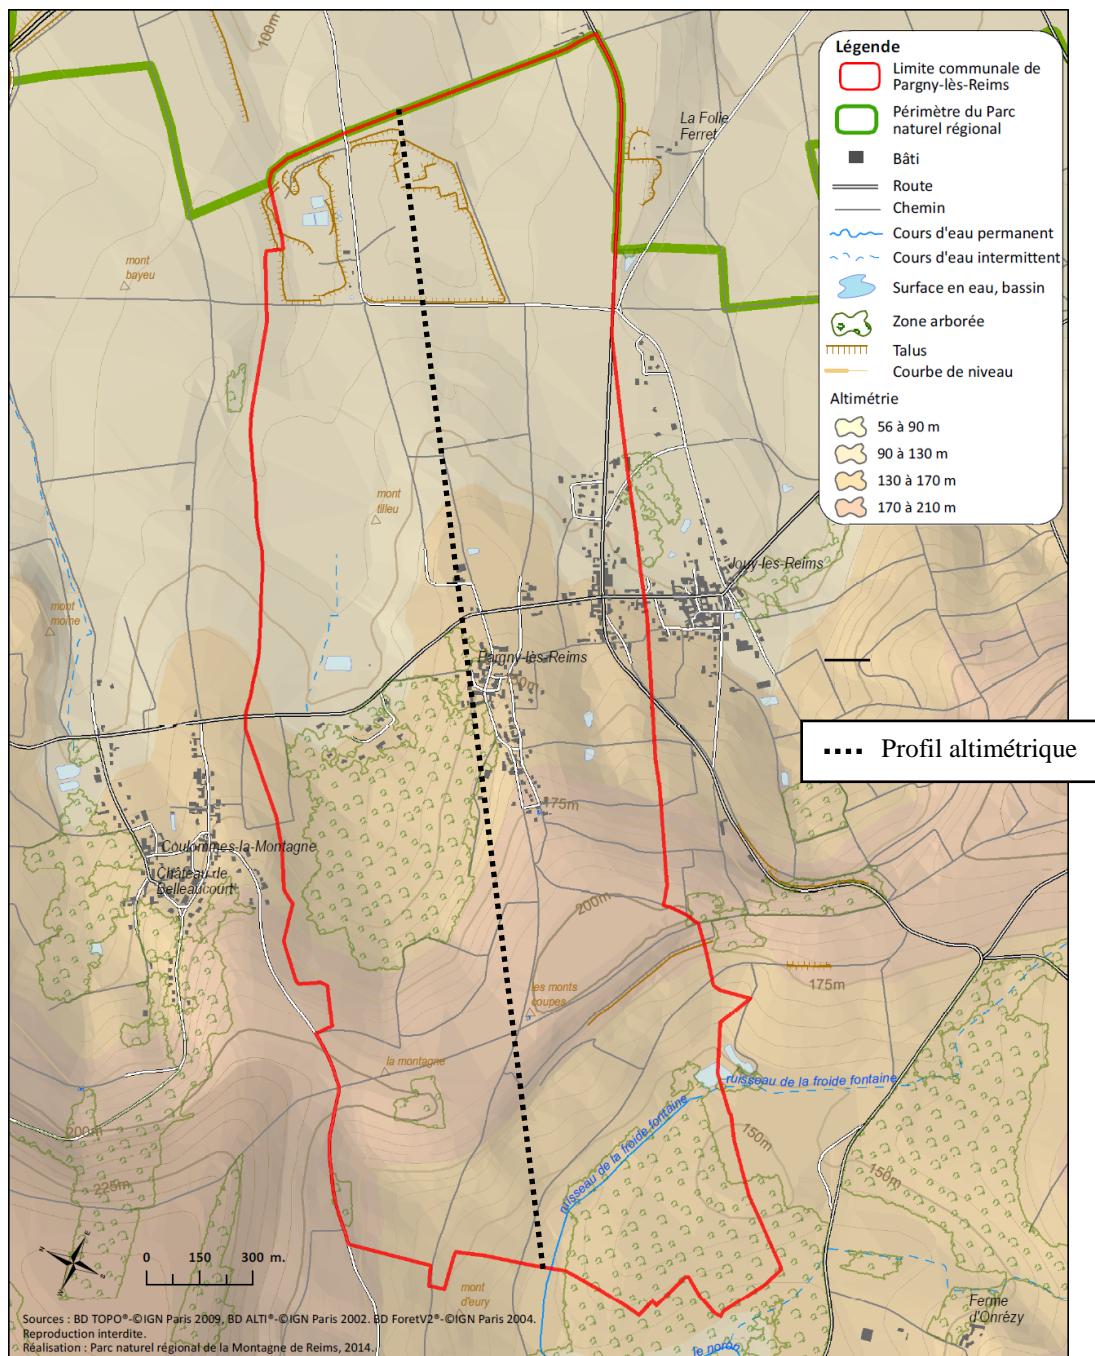 100m
La Folie
Ferret
mont
bayeu
mont
tilleu
mont
moine
Jouy-lès-Reims
Pargny-lès-Reims
150m
175m
Coulommes-la-Montagne
Château de
Belleaucourt
200m
175m
les monts
coupes
la montagne
ruisseau de la froide fontaine
ruisseau de la froide fontaine
200m
225m
150m
150m
mont
d'eury
Ferme
d'Onrézy
le noron
Légende
Limite communale de
Pargny-lès-Reims
Périmètre du Parc
naturel régional
Bâti
Route
Chemin
Cours d'eau permanent
Cours d'eau intermittent
Surface en eau, bassin
Zone arborée
Talus
Courbe de niveau
Altimétrie
56 à 90 m
90 à 130 m
130 à 170 m
170 à 210 m
Profil altimétrique
N
E
S
0 150 300 m.
Sources : BD TOPO®-©IGN Paris 2009, BD ALTI®-©IGN Paris 2002. BD ForetV2®-©IGN Paris 2004.
Reproduction interdite.
Réalisation : Parc naturel régional de la Montagne de Reims, 2014.